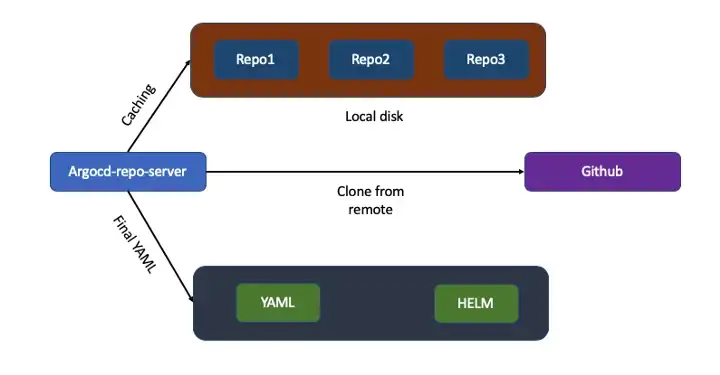 Repo1
Repo2
Repo3
Caching
Local disk
Argocd-repo-server
Github
Clone from
remote
Final YAML
YAML
HELM